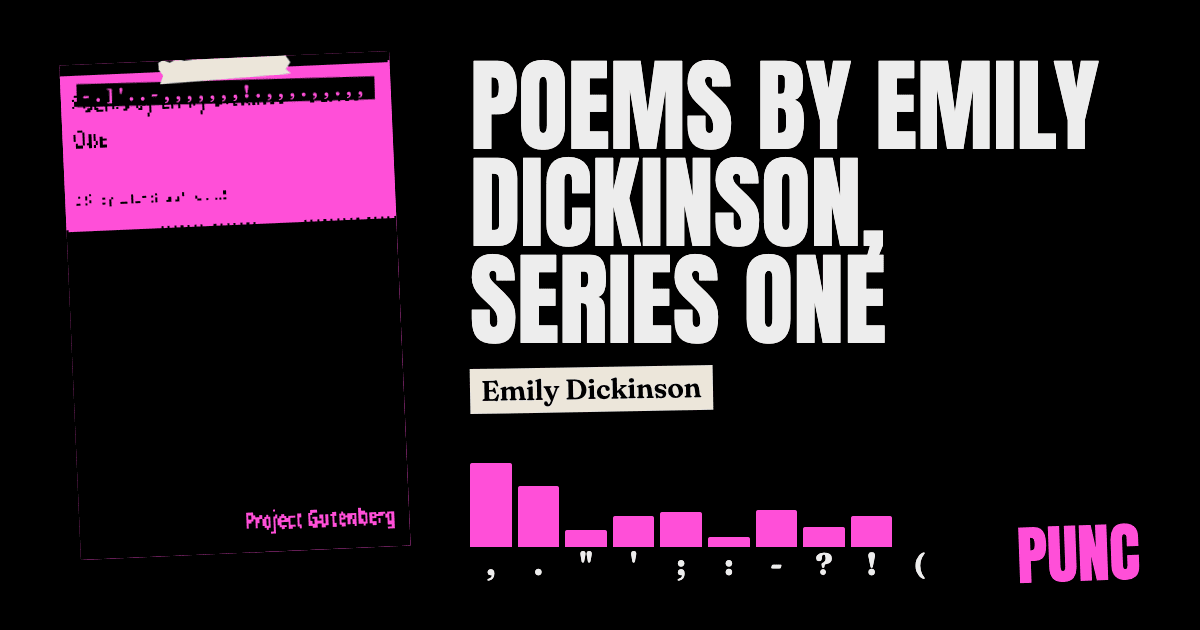 -.]'..-,,,,,,,!.,,,.,,.,,
One
Project Gutenberg
POEMS BY EMILY
DICKINSON,
SERIES ONE
Emily Dickinson
, . " ' ; : - ? ! (
PUNC